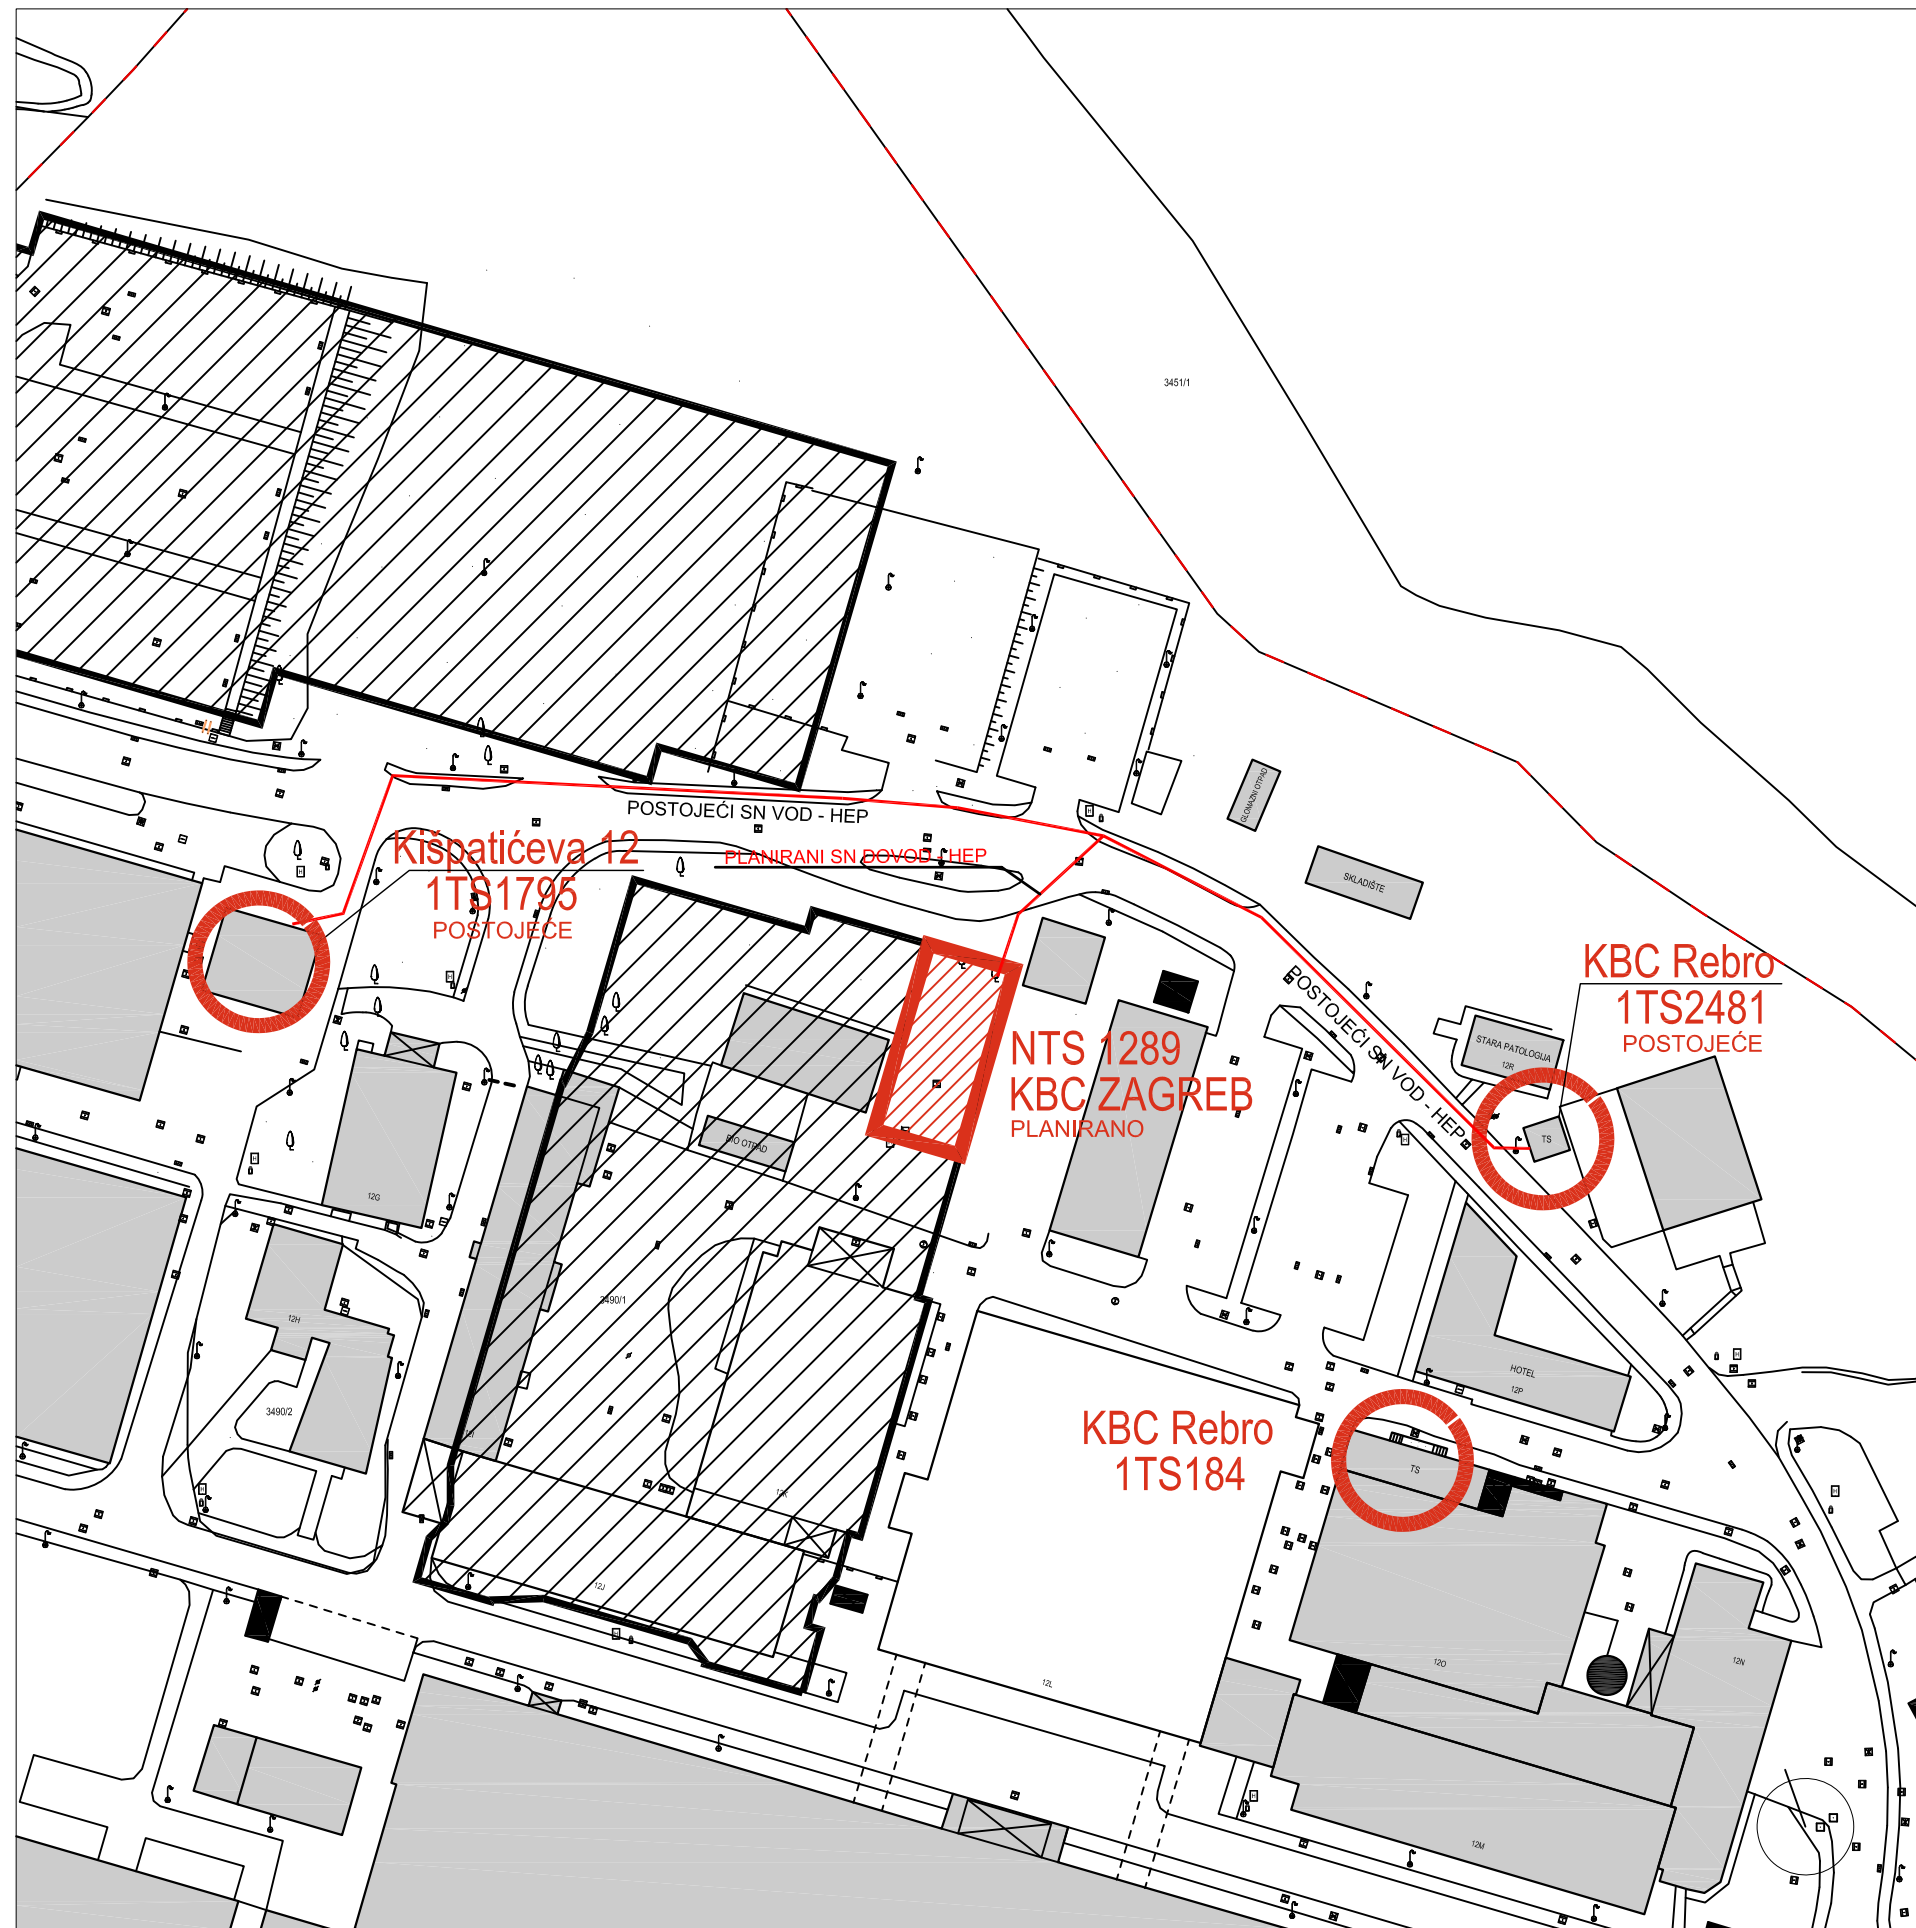 3451/1
GLOMAZNI OTPAD
POSTOJEĆI SN VOD - HEP
Kišpatićeva 12
1TS1795
POSTOJEĆE
PLANIRANI SN DOVOD - HEP
SKLADIŠTE
KBC Rebro
1TS2481
POSTOJEĆE
POSTOJEĆI SN VOD - HEP
STARA PATOLOGIJA
12R
TS
NTS 1289
KBC ZAGREB
PLANIRANO
BIO OTPAD
12G
3490/1
12H
HOTEL
12P
3490/2
12I
KBC Rebro
1TS184
TS
12K
12J
12L
12O
12N
12M